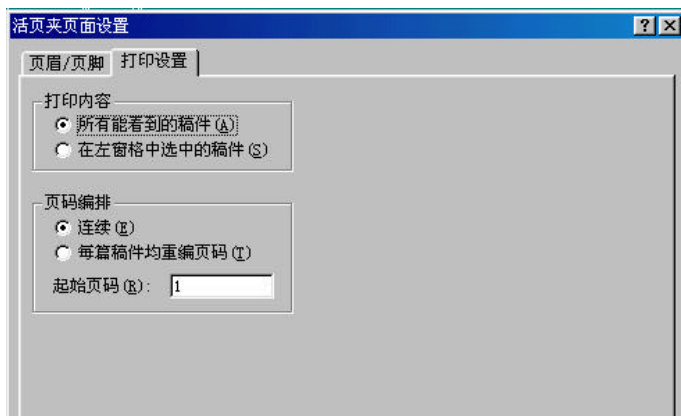 活页夹页面设置
页眉/页脚 打印设置
打印内容
所有能看到的稿件(A)
在左窗格中选中的稿件(S)
页码编排
连续(E)
每篇稿件均重编页码(T)
起始页码(R): 1